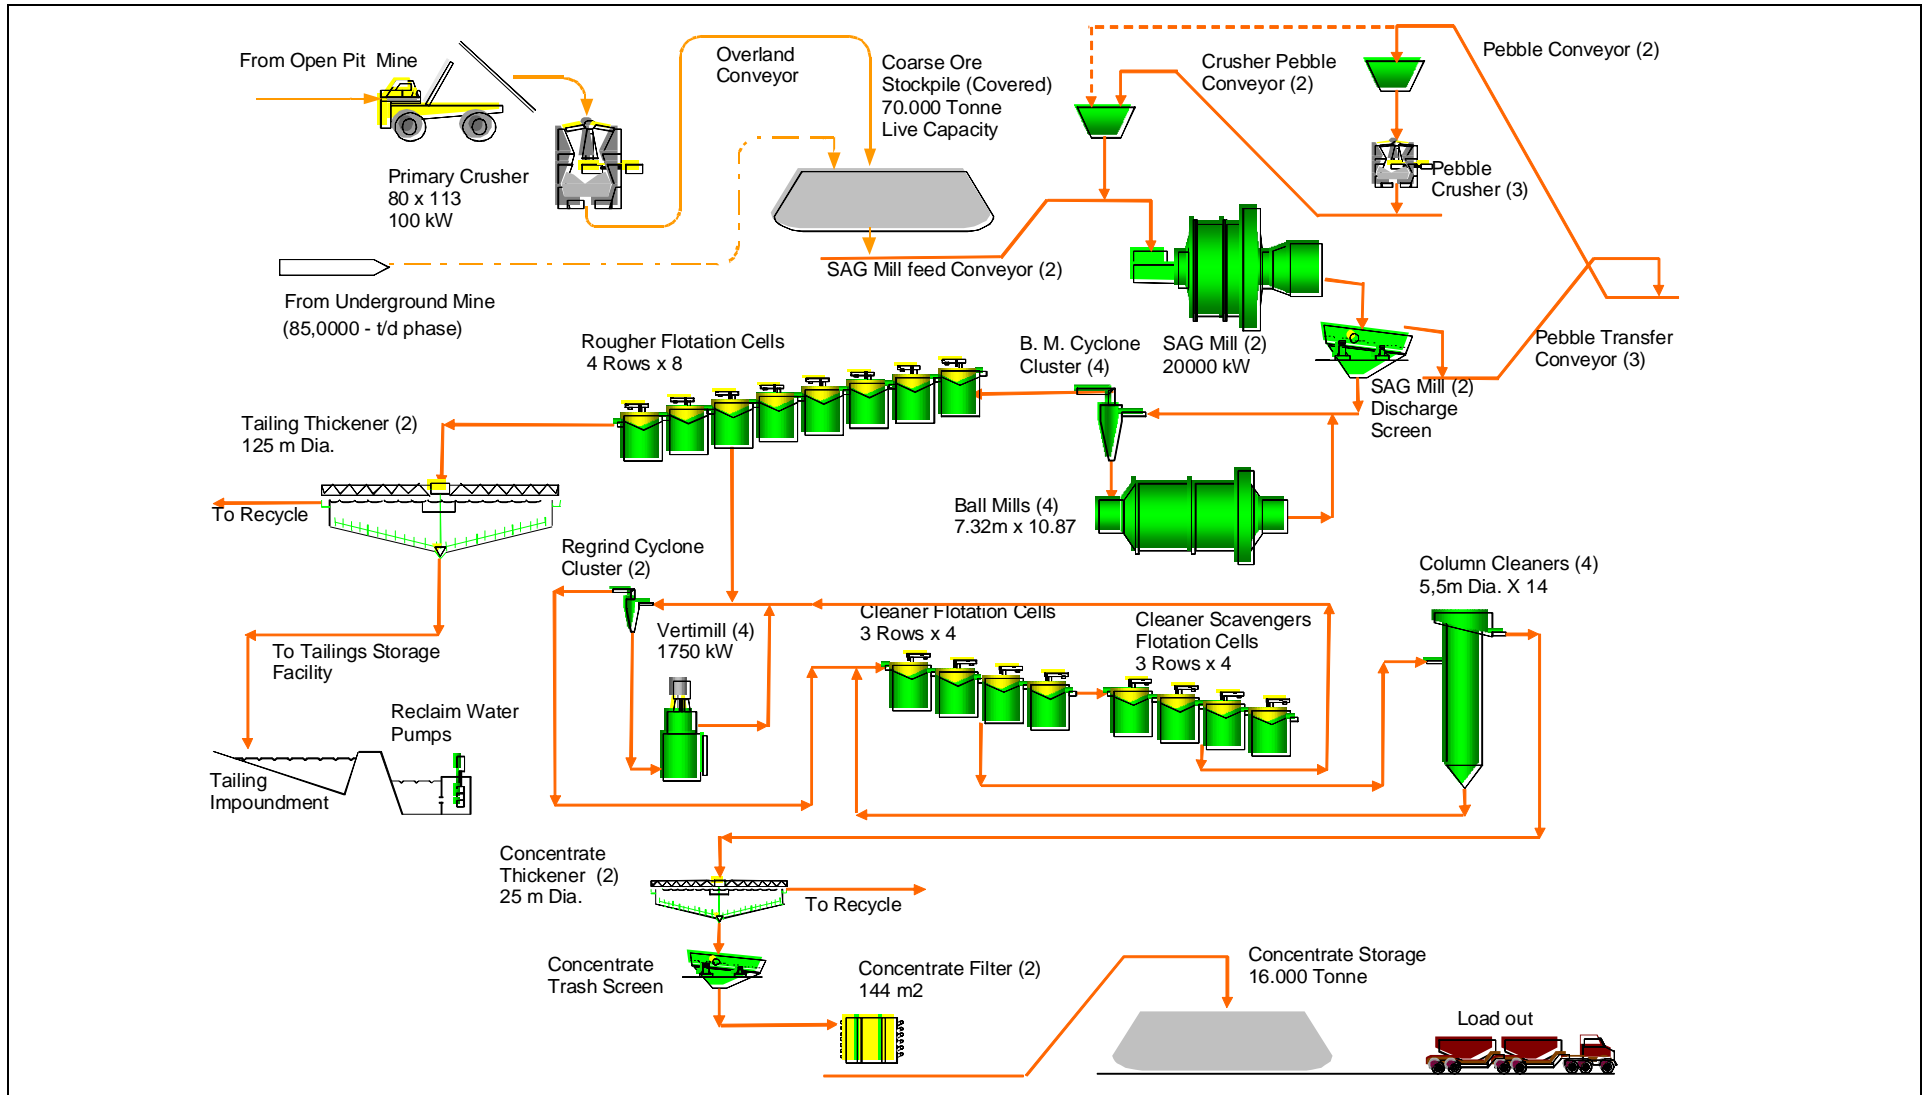 From Open Pit  Mine
Overland
Conveyor
Coarse Ore
Stockpile (Covered)
70.000 Tonne
Live Capacity
Crusher Pebble
Conveyor (2)
Pebble Conveyor (2)
Primary Crusher
80 x 113
100 kW
Pebble
Crusher (3)
SAG Mill feed Conveyor (2)
From Underground Mine
(85,0000 - t/d phase)
Rougher Flotation Cells
4 Rows x 8
B. M. Cyclone
Cluster (4)
SAG Mill (2)
20000 kW
Pebble Transfer
Conveyor (3)
SAG Mill (2)
Discharge
Screen
Tailing Thickener (2)
125 m Dia.
To Recycle
Ball Mills (4)
7.32m x 10.87
Regrind Cyclone
Cluster (2)
Column Cleaners (4)
5,5m Dia. X 14
Vertimill (4)
1750 kW
Cleaner Flotation Cells
3 Rows x 4
Cleaner Scavengers
Flotation Cells
3 Rows x 4
To Tailings Storage
Facility
Reclaim Water
Pumps
Tailing
Impoundment
Concentrate
Thickener  (2)
25 m Dia.
To Recycle
Concentrate
Trash Screen
Concentrate Filter (2)
144 m2
Concentrate Storage
16.000 Tonne
Load out